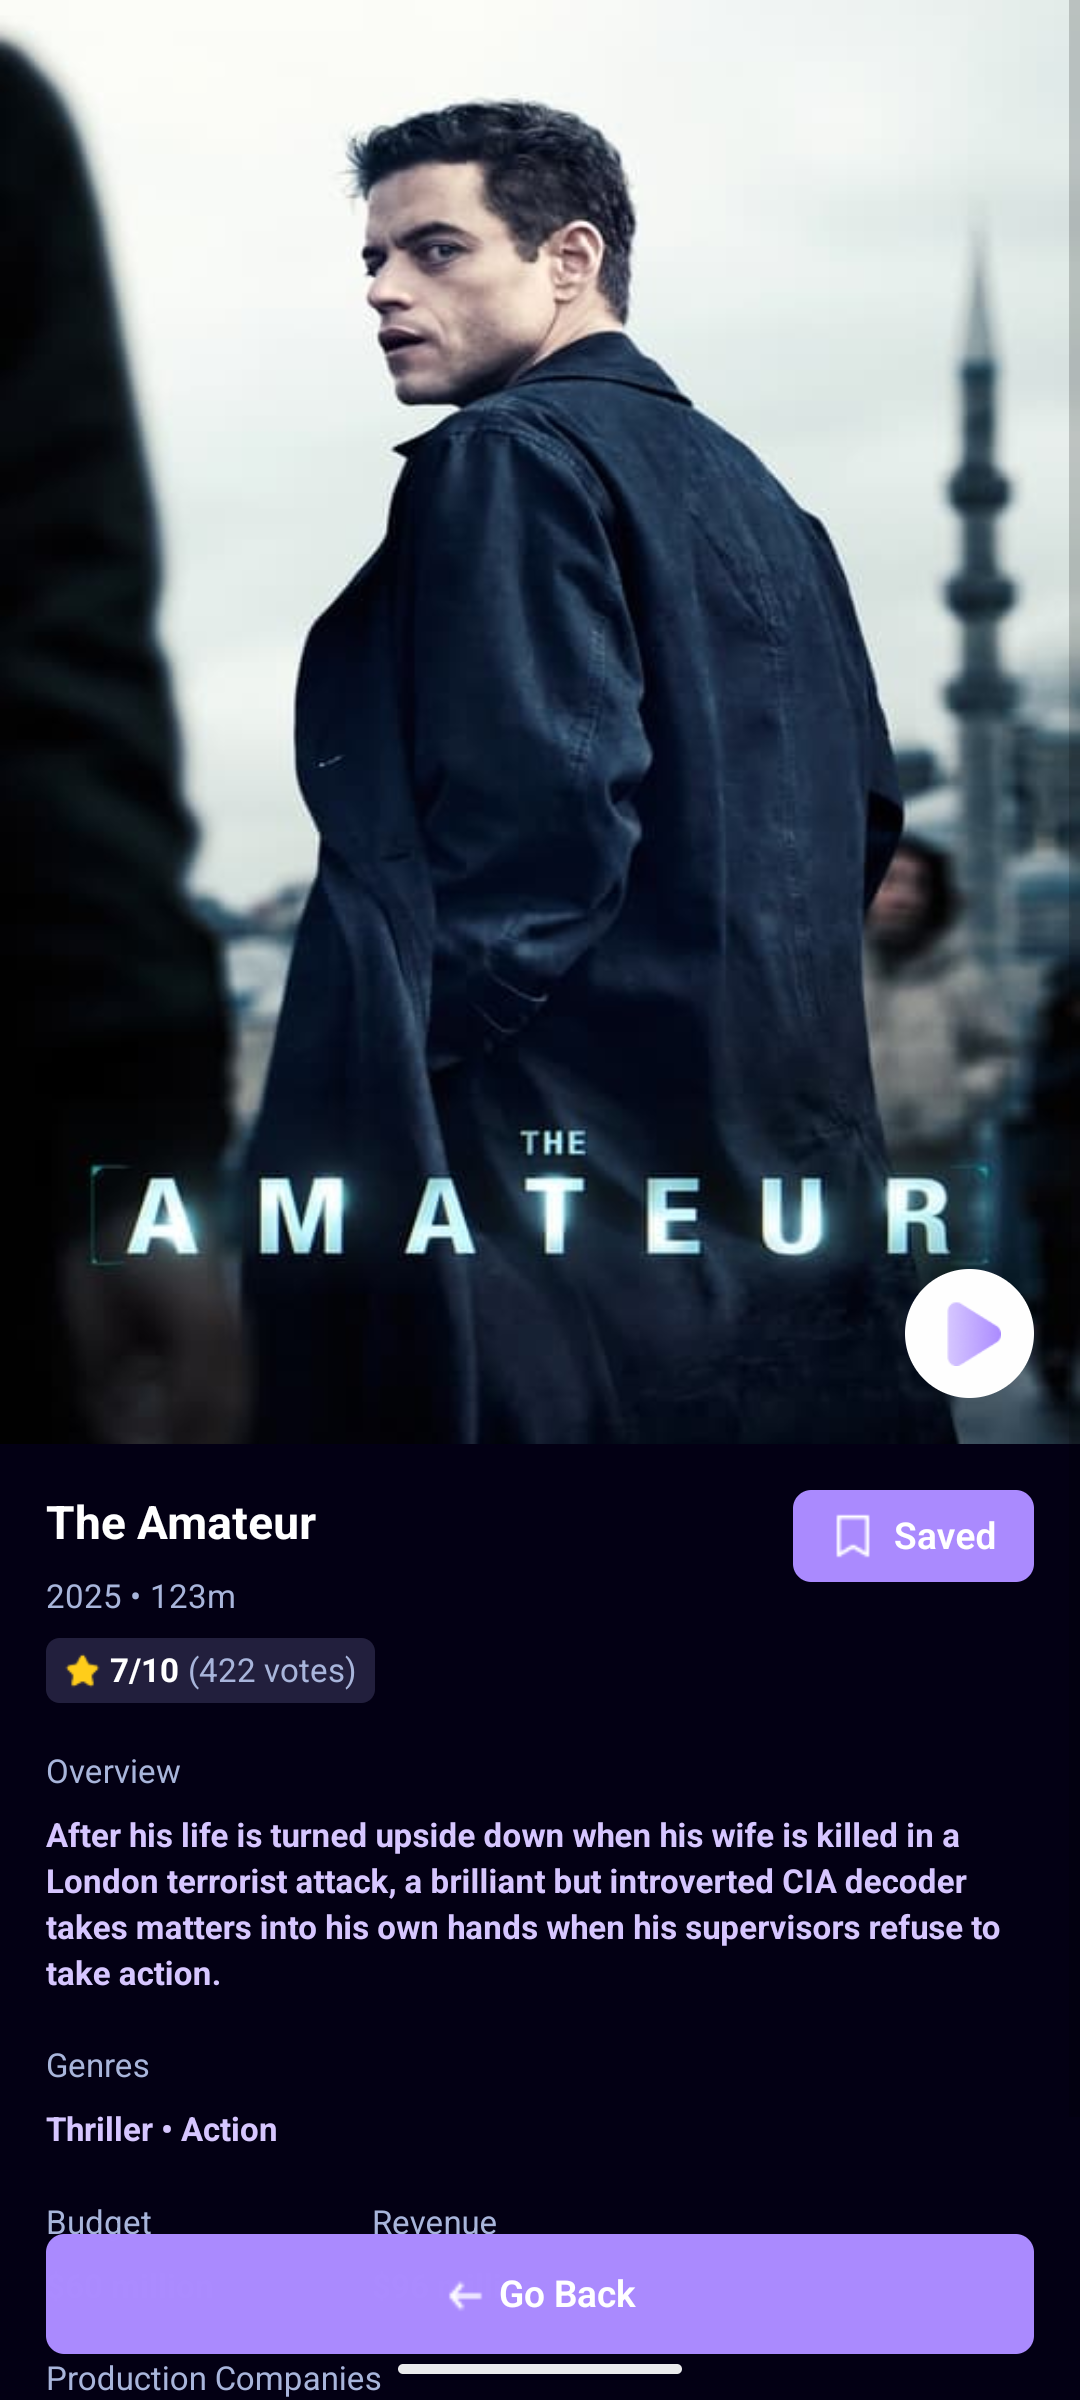 THE
AMATEUR
The Amateur
Saved
2025 • 123m
7/10 (422 votes)
Overview
After his life is turned upside down when his wife is killed in a
London terrorist attack, a brilliant but introverted CIA decoder
takes matters into his own hands when his supervisors refuse to
take action.
Genres
Thriller • Action
Budget Revenue
Go Back
Production Companies